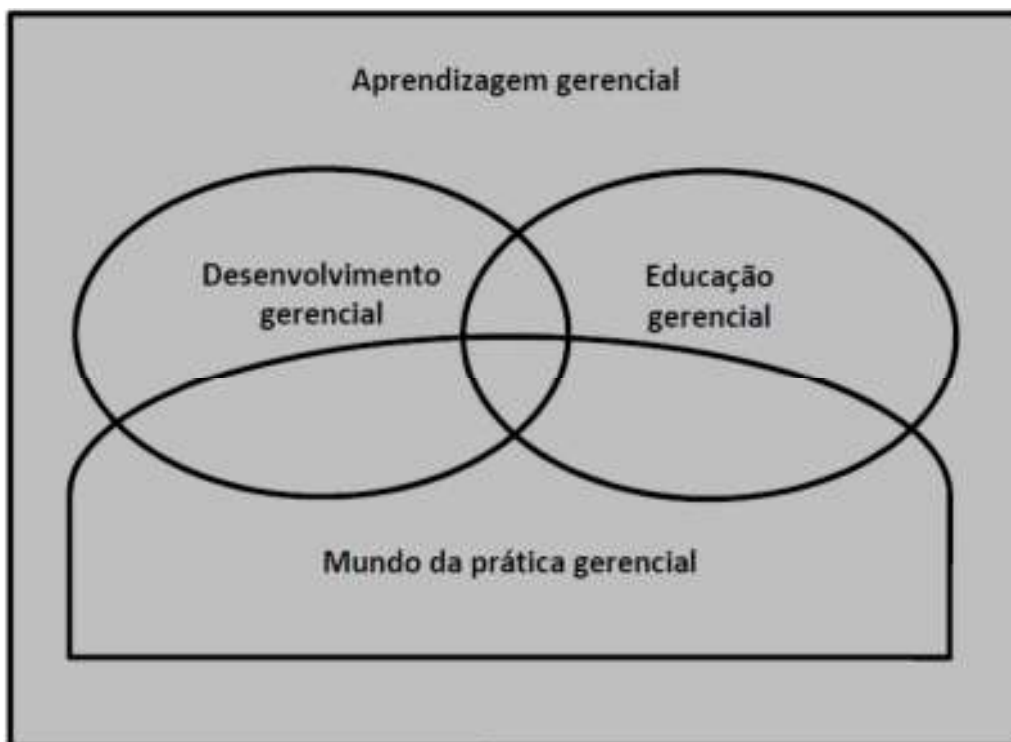 Aprendizagem gerencial
Desenvolvimento
gerencial
Educação
gerencial
Mundo da prática gerencial